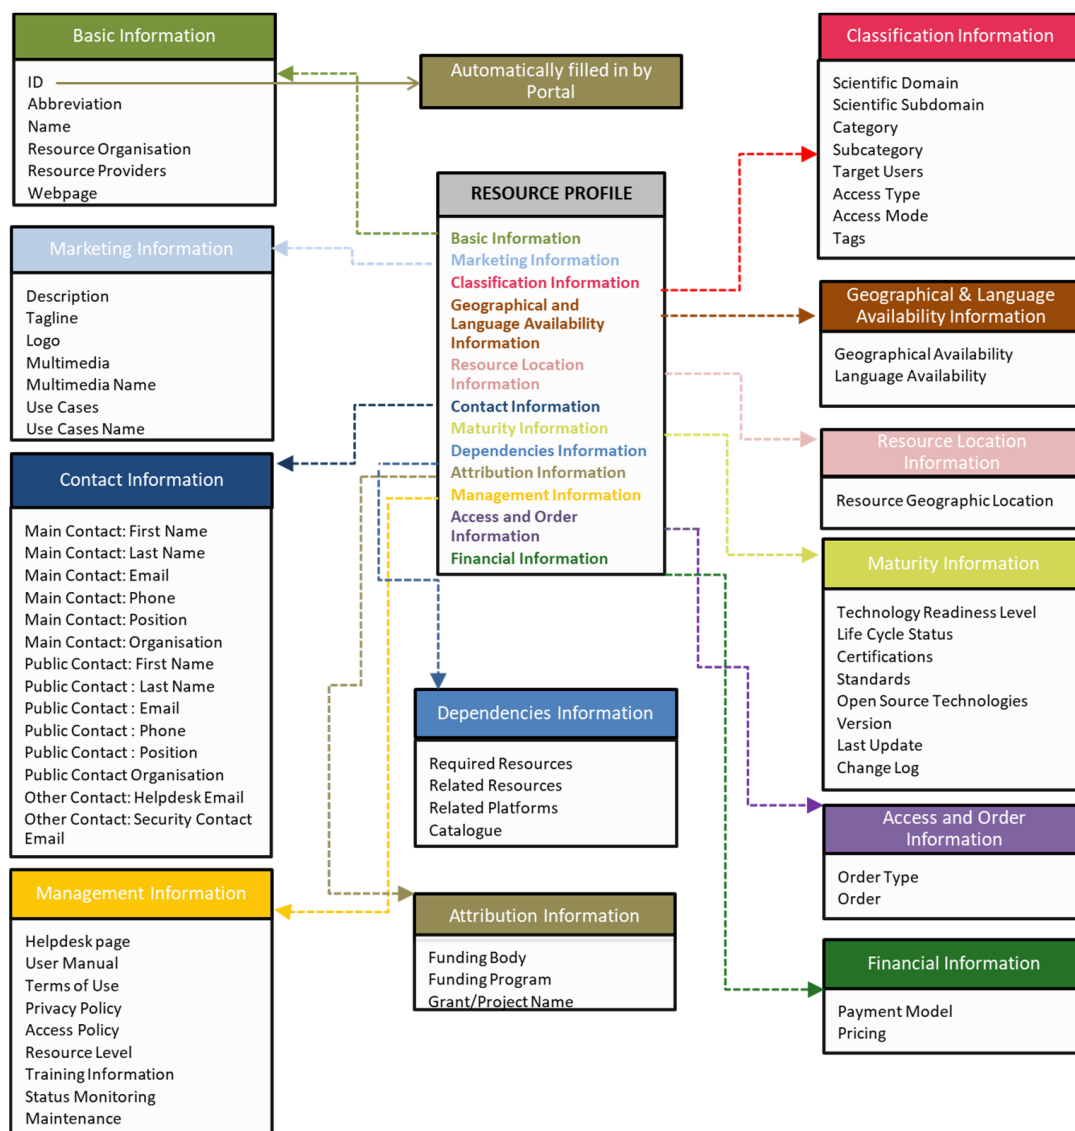 Basic Information
ID
Abbreviation
Name
Resource Organisation
Resource Providers
Webpage
Automatically filled in by
Portal
Marketing Information
Description
Tagline
Logo
Multimedia
Multimedia Name
Use Cases
Use Cases Name
Contact Information
Main Contact: First Name
Main Contact: Last Name
Main Contact: Email
Main Contact: Phone
Main Contact: Position
Main Contact: Organisation
Public Contact: First Name
Public Contact : Last Name
Public Contact : Email
Public Contact : Phone
Public Contact : Position
Public Contact Organisation
Other Contact: Helpdesk Email
Other Contact: Security Contact
Email
Management Information
Helpdesk page
User Manual
Terms of Use
Privacy Policy
Access Policy
Resource Level
Training Information
Status Monitoring
Maintenance
RESOURCE PROFILE
Basic Information
Marketing Information
Classification Information
Geographical and
Language Availability
Information
Resource Location
Information
Contact Information
Maturity Information
Dependencies Information
Attribution Information
Management Information
Access and Order
Information
Financial Information
Dependencies Information
Required Resources
Related Resources
Related Platforms
Catalogue
Attribution Information
Funding Body
Funding Program
Grant/Project Name
Classification Information
Scientific Domain
Scientific Subdomain
Category
Subcategory
Target Users
Access Type
Access Mode
Tags
Geographical & Language
Availability Information
Geographical Availability
Language Availability
Resource Location
Information
Resource Geographic Location
Maturity Information
Technology Readiness Level
Life Cycle Status
Certifications
Standards
Open Source Technologies
Version
Last Update
Change Log
Access and Order
Information
Order Type
Order
Financial Information
Payment Model
Pricing